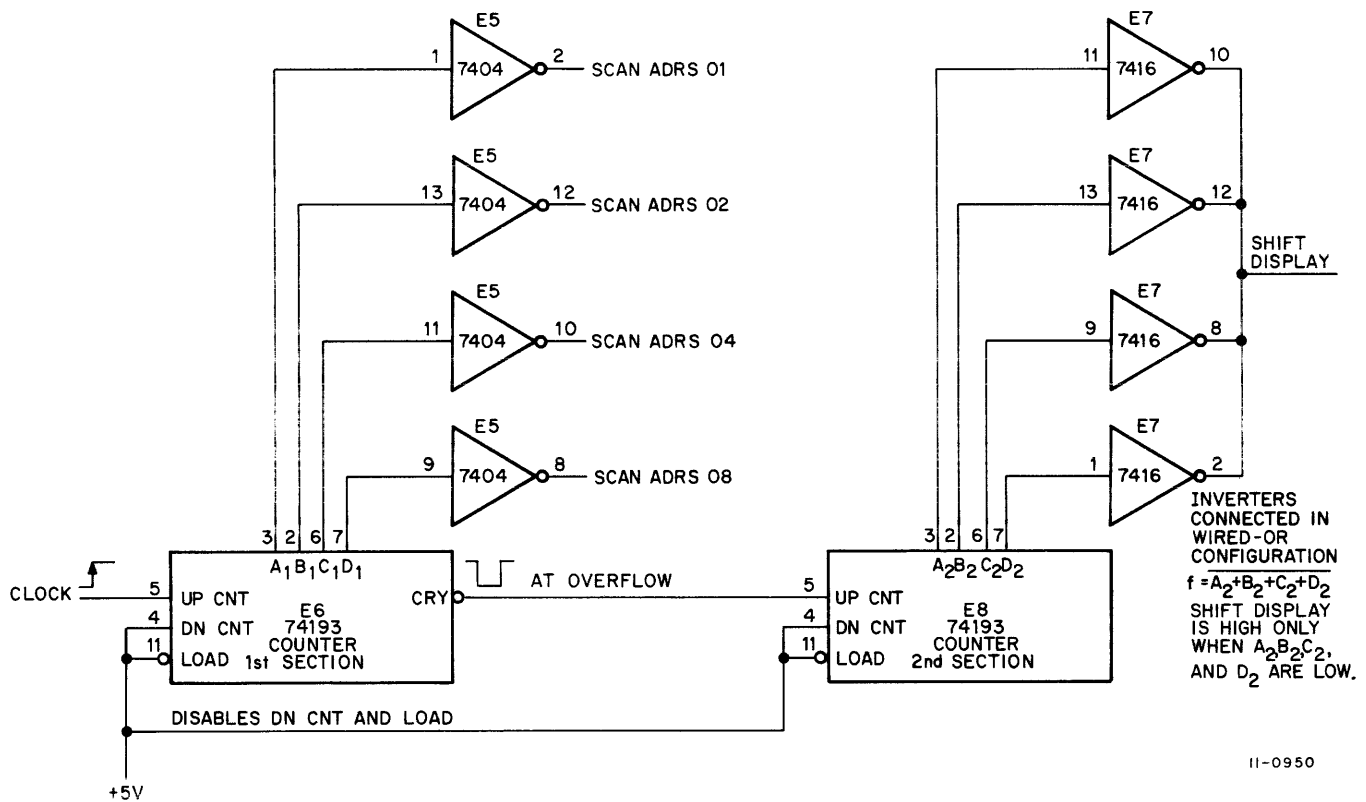 E5
1
7404
2
SCAN ADRS 01
E5
13
7404
12
SCAN ADRS 02
E5
11
7404
10
SCAN ADRS 04
E5
9
7404
8
SCAN ADRS 08
E7
11
7416
10
E7
13
7416
12
SHIFT
DISPLAY
E7
9
7416
8
E7
1
7416
2
INVERTERS
CONNECTED IN
WIRED-OR
CONFIGURATION
f = A2+B2+C2+D2
SHIFT DISPLAY
IS HIGH ONLY
WHEN A2,B2,C2,
AND D2 ARE LOW.
3 2 6 7
A1 B1 C1 D1
CLOCK
5
UP CNT
CRY
4
DN CNT
11
LOAD
E6
74193
COUNTER
1st SECTION
AT OVERFLOW
3 2 6 7
A2 B2 C2 D2
5
UP CNT
4
DN CNT
11
LOAD
E8
74193
COUNTER
2nd SECTION
DISABLES DN CNT AND LOAD
+5V
11-0950